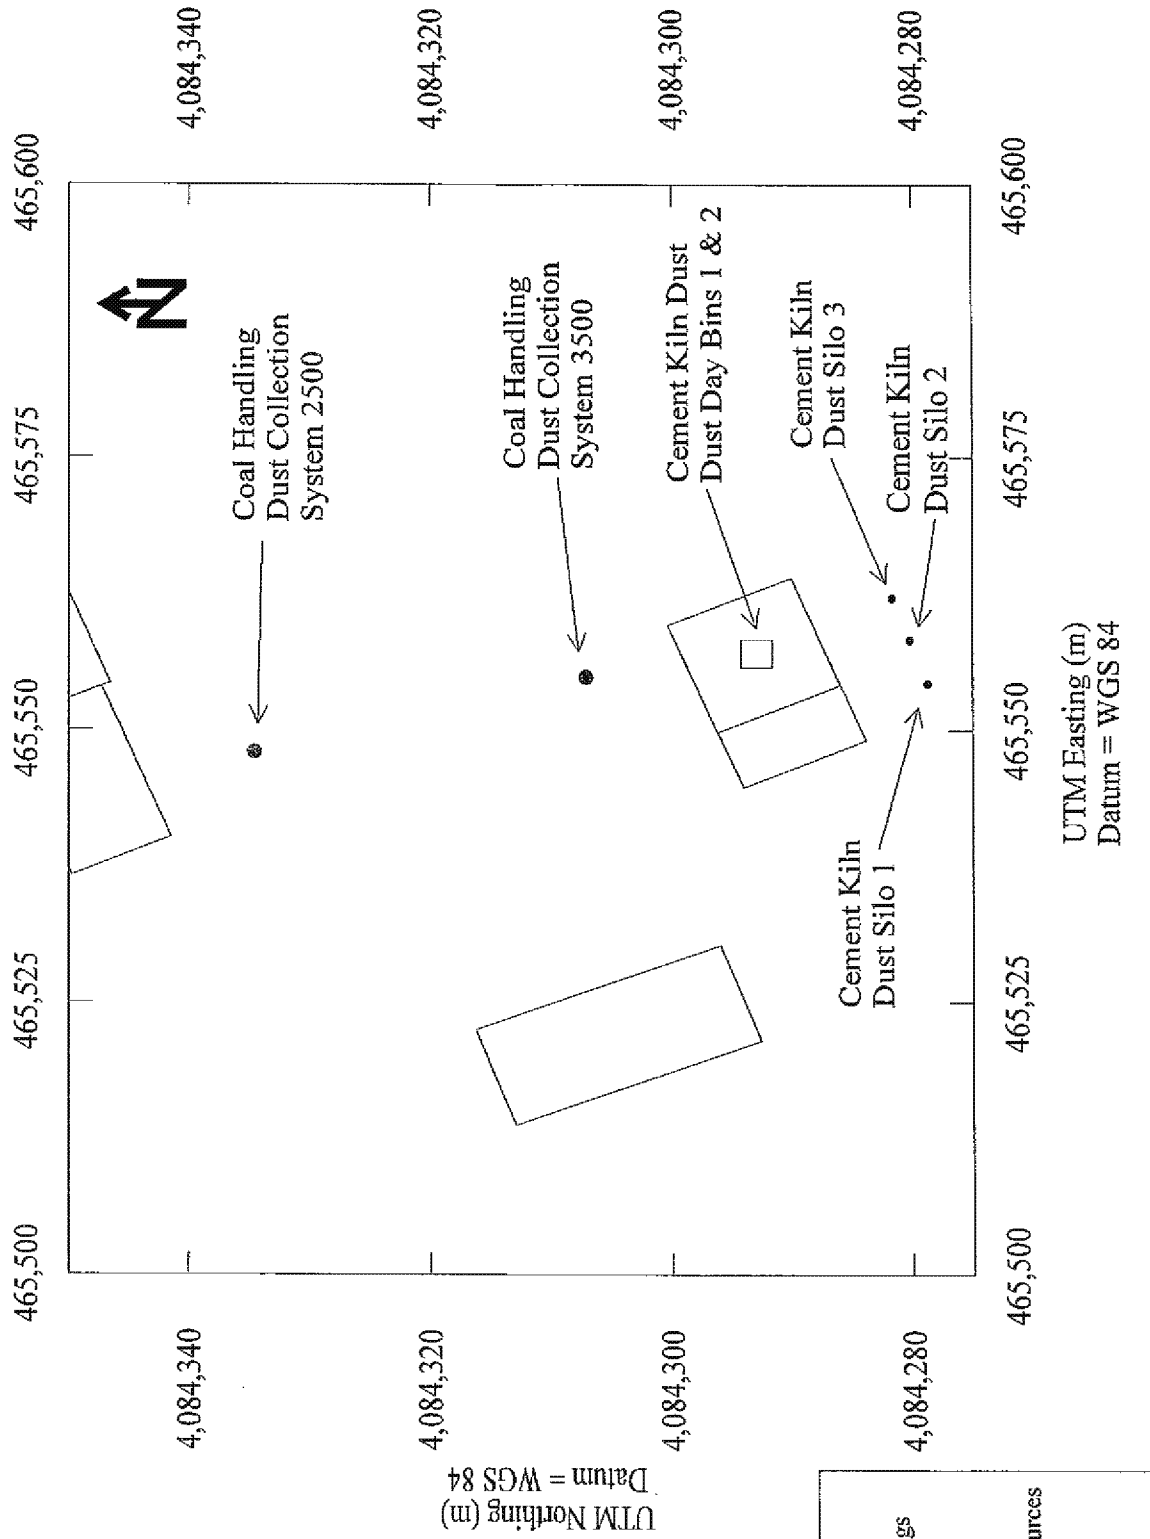 465,500 465,525 465,550 465,575 465,600
N
4,084,340 4,084,340
Coal Handling
Dust Collection
System 2500
4,084,320 4,084,320
UTM Northing (m)
Datum = WGS 84
Coal Handling
Dust Collection
System 3500
4,084,300 4,084,300
Cement Kiln Dust
Dust Day Bins 1 & 2
Cement Kiln
Dust Silo 3
Cement Kiln
Dust Silo 1
Cement Kiln
Dust Silo 2
4,084,280 4,084,280
465,500 465,525 465,550 465,575 465,600
UTM Easting (m)
Datum = WGS 84
gs
urces